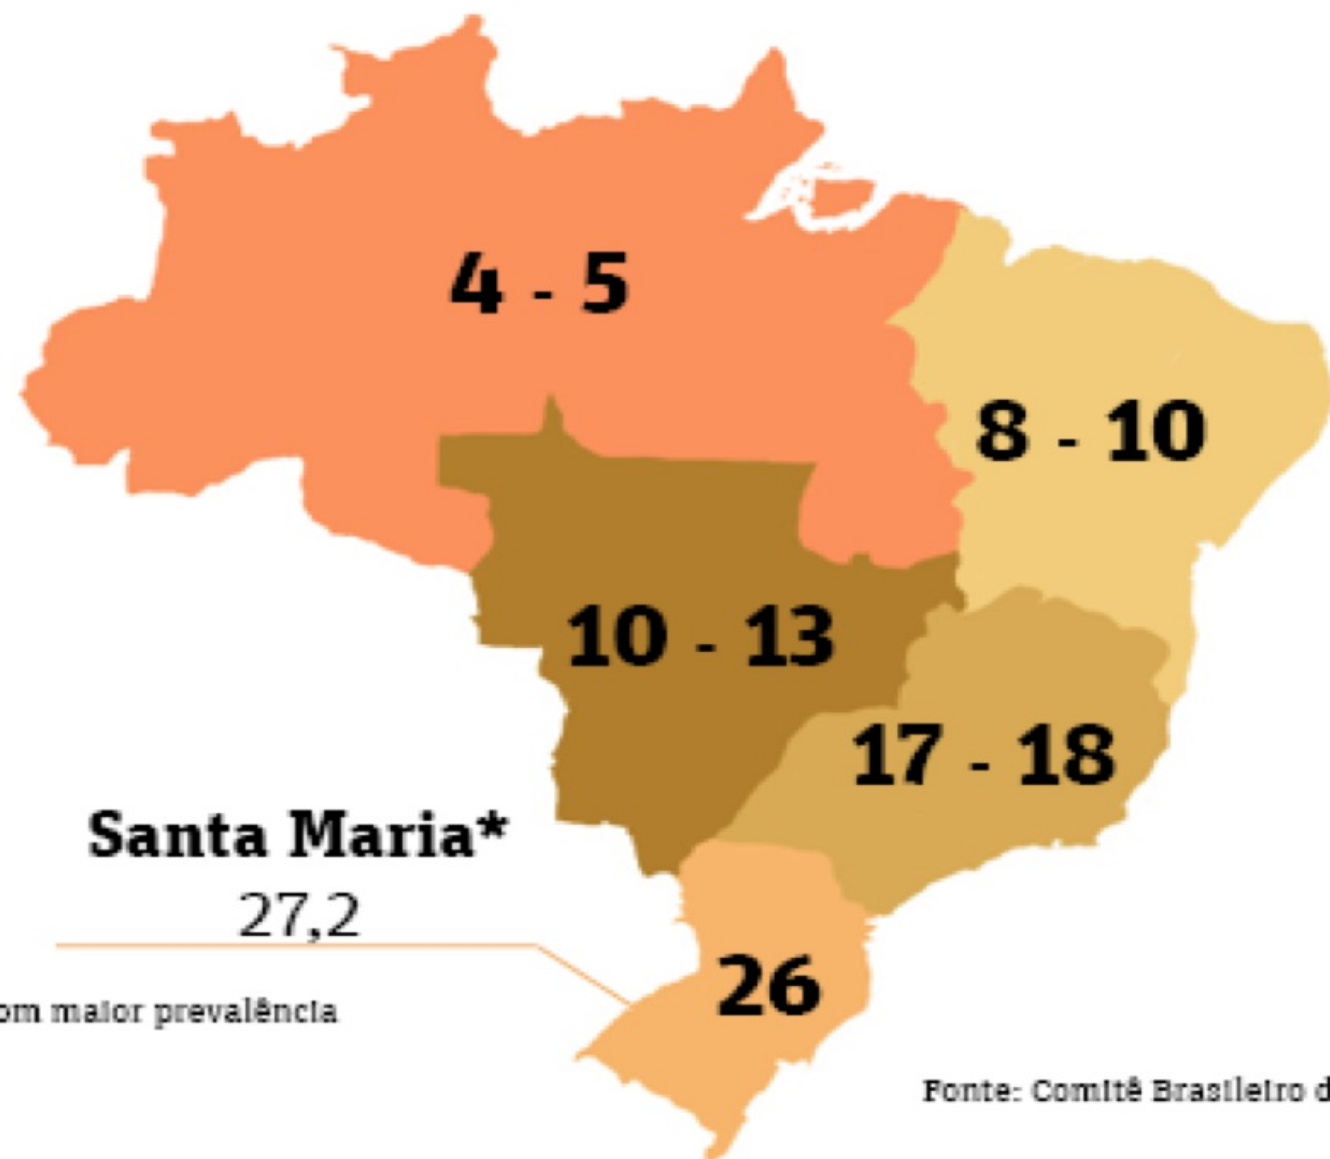 4 - 5
8 - 10
10 - 13
17 - 18
Santa Maria*
27,2
26
om maior prevalência
Fonte: Comitê Brasileiro d